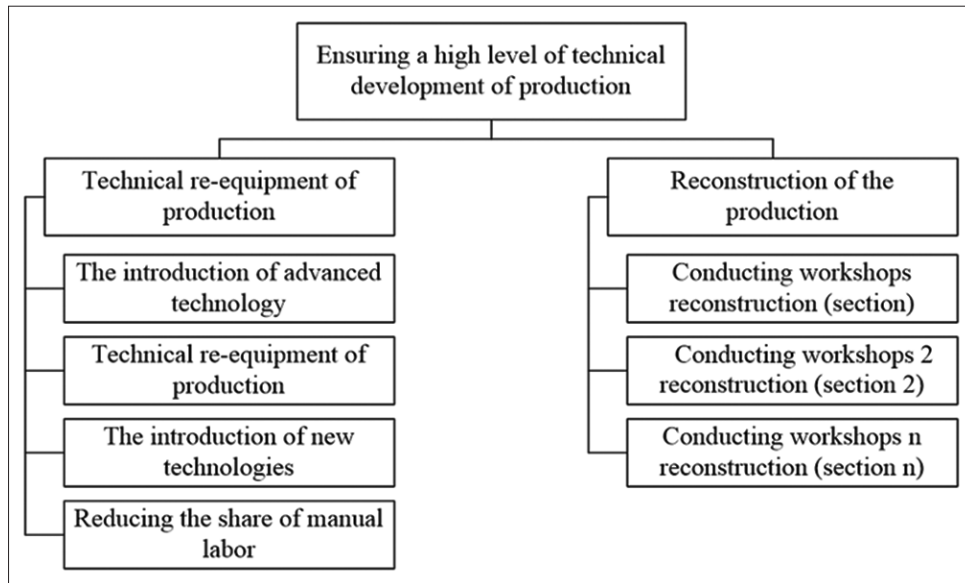 Ensuring a high level of technical
development of production
Technical re-equipment of
production
The introduction of advanced
technology
Technical re-equipment of
production
The introduction of new
technologies
Reducing the share of manual
labor
Reconstruction of the
production
Conducting workshops
reconstruction (section)
Conducting workshops 2
reconstruction (section 2)
Conducting workshops n
reconstruction (section n)